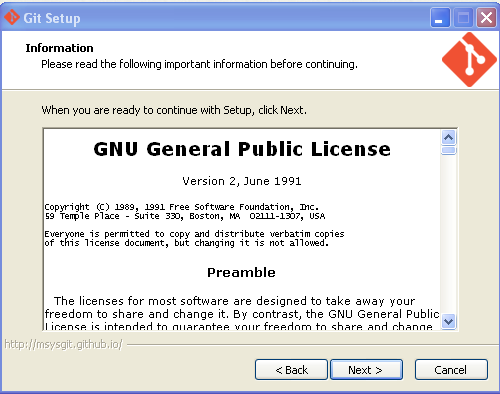 Git Setup
Information
Please read the following important information before continuing.
When you are ready to continue with Setup, click Next.
GNU General Public License
Version 2, June 1991
Copyright (C) 1989, 1991 Free Software Foundation, Inc.
59 Temple Place - Suite 330, Boston, MA  02111-1307, USA
Everyone is permitted to copy and distribute verbatim copies
of this license document, but changing it is not allowed.
Preamble
The licenses for most software are designed to take away your
freedom to share and change it. By contrast, the GNU General Public
License is intended to guarantee your freedom to share and change
http://msysgit.github.io/
< Back
Next >
Cancel